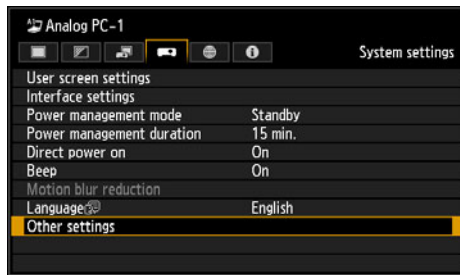 Analog PC-1
System settings
User screen settings
Interface settings
Power management mode Standby
Power management duration 15 min.
Direct power on On
Beep On
Motion blur reduction
Language English
Other settings